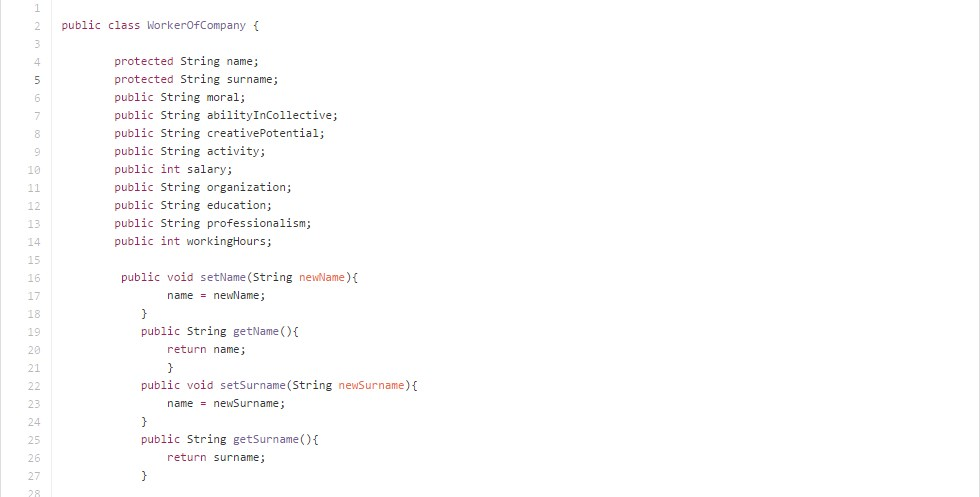 1
2 public class WorkerOfCompany {
3
4 protected String name;
5 protected String surname;
6 public String moral;
7 public String abilityInCollective;
8 public String creativePotential;
9 public String activity;
10 public int salary;
11 public String organization;
12 public String education;
13 public String professionalism;
14 public int workingHours;
15
16 public void setName(String newName){
17 name = newName;
18 }
19 public String getName(){
20 return name;
21 }
22 public void setSurname(String newSurname){
23 name = newSurname;
24 }
25 public String getSurname(){
26 return surname;
27 }
28